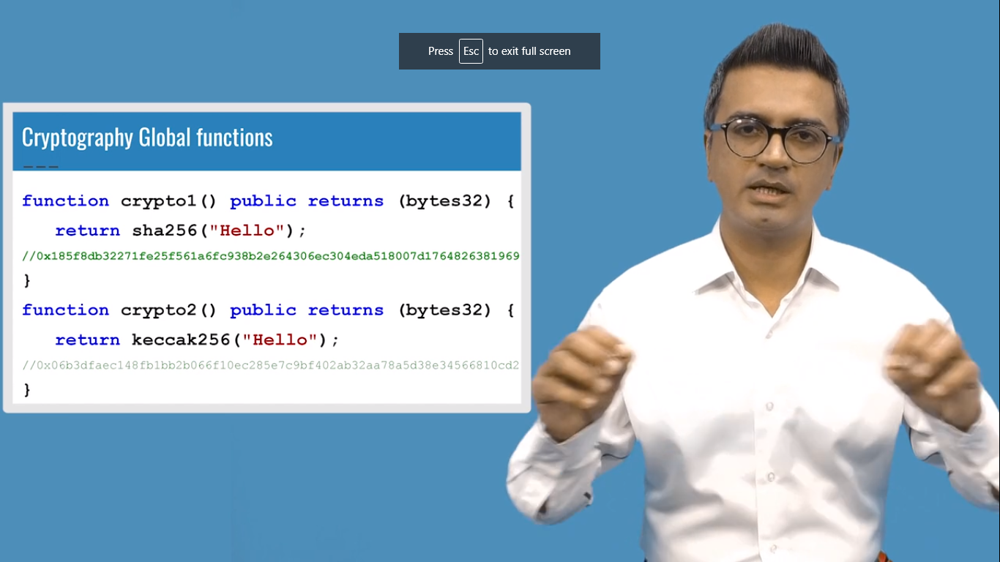 Press Esc to exit full screen
Cryptography Global functions
function crypto1() public returns (bytes32) {
return sha256("Hello");
//0x185f8db32271fe25f561a6fc938b2e264306ec304eda518007d1764826381969
}
function crypto2() public returns (bytes32) {
return keccak256("Hello");
//0x06b3dfaec148fb1bb2b066f10ec285e7c9bf402ab32aa78a5d38e34566810cd2
}